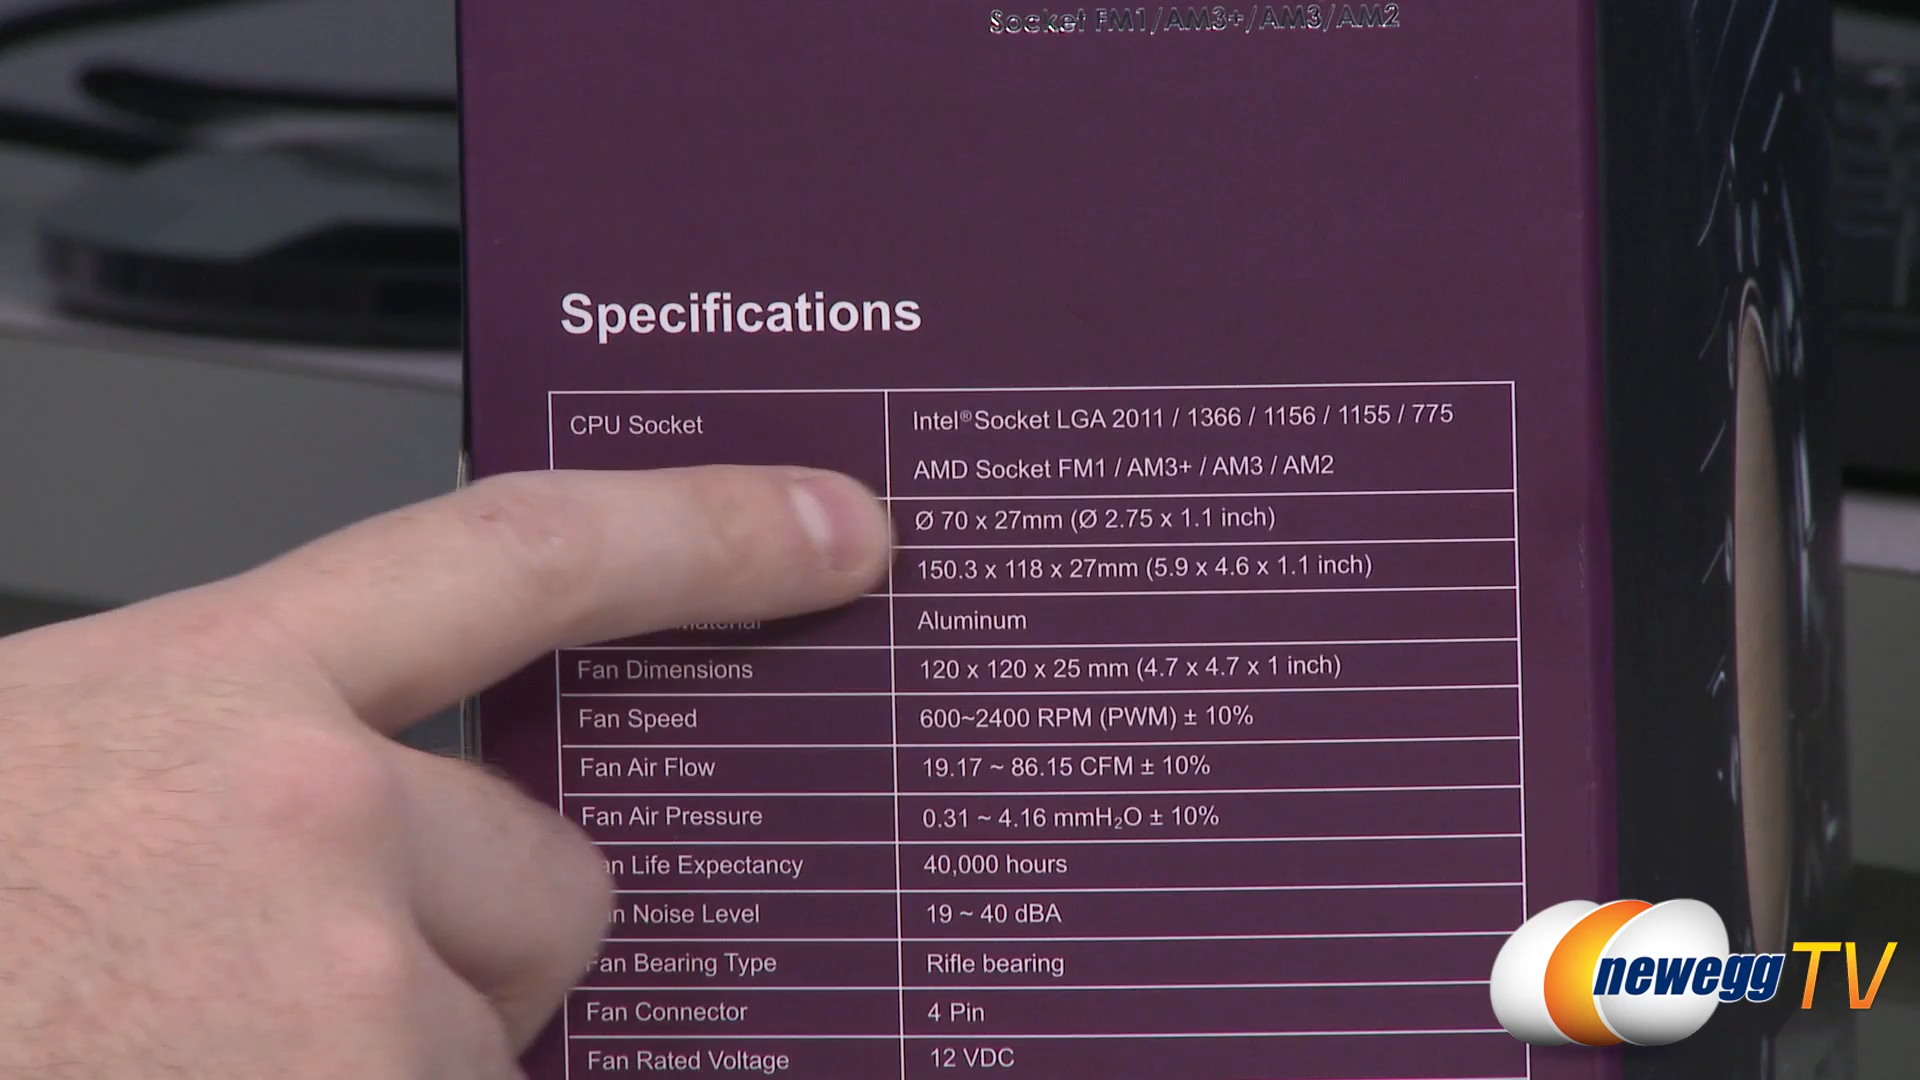 Socket FM1/AM3+/AM3/AM2
Specifications
CPU Socket
Intel® Socket LGA 2011 / 1366 / 1156 / 1155 / 775
AMD Socket FM1 / AM3+ / AM3 / AM2
Ø 70 x 27mm (Ø 2.75 x 1.1 inch)
150.3 x 118 x 27mm (5.9 x 4.6 x 1.1 inch)
Material Aluminum
Fan Dimensions 120 x 120 x 25 mm (4.7 x 4.7 x 1 inch)
Fan Speed 600~2400 RPM (PWM) ± 10%
Fan Air Flow 19.17 ~ 86.15 CFM ± 10%
Fan Air Pressure 0.31 ~ 4.16 mmH₂O ± 10%
Fan Life Expectancy 40,000 hours
Fan Noise Level 19 ~ 40 dBA
Fan Bearing Type Rifle bearing
Fan Connector 4 Pin
Fan Rated Voltage 12 VDC
newegg TV